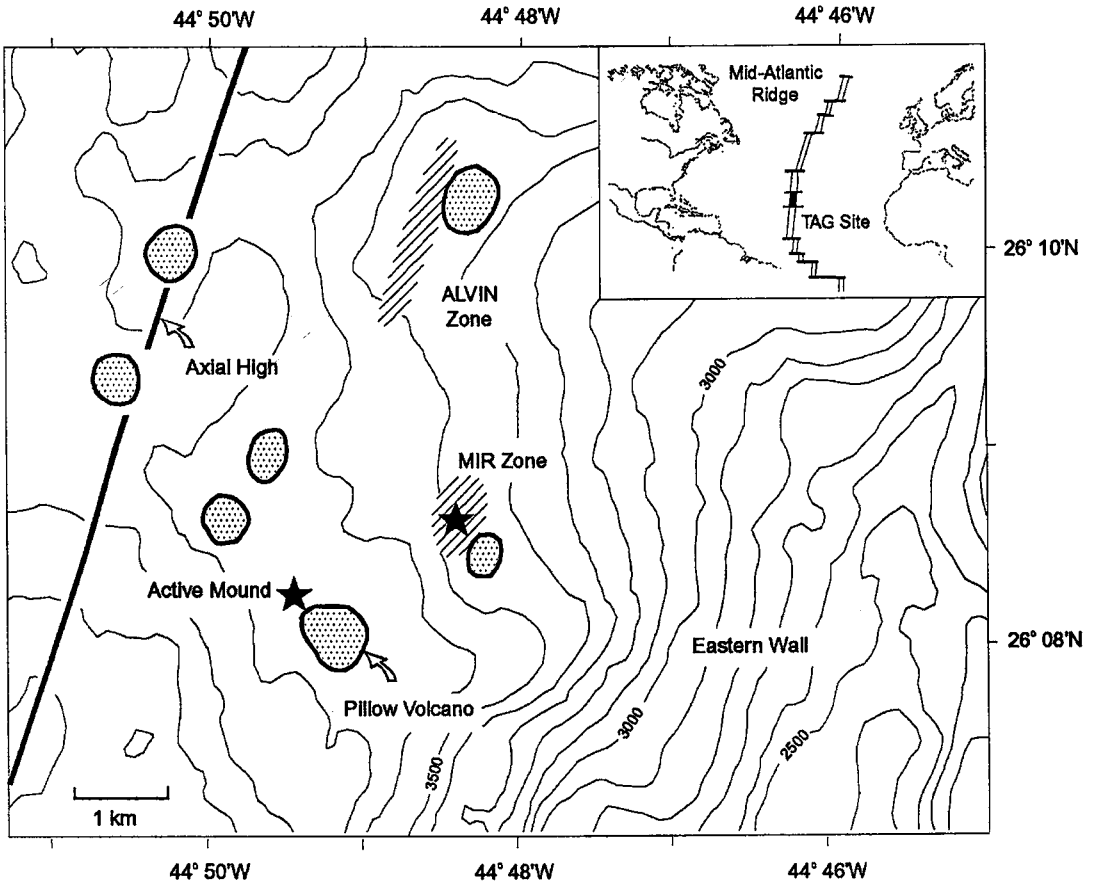 44° 50'W
44° 48'W
44° 46'W
Mid-Atlantic
Ridge
TAG Site
26° 10'N
ALVIN
Zone
Axial High
3000
MIR Zone
Active Mound
26° 08'N
Eastern Wall
Pillow Volcano
3000
2500
3500
1 km
44° 50'W
44° 48'W
44° 46'W